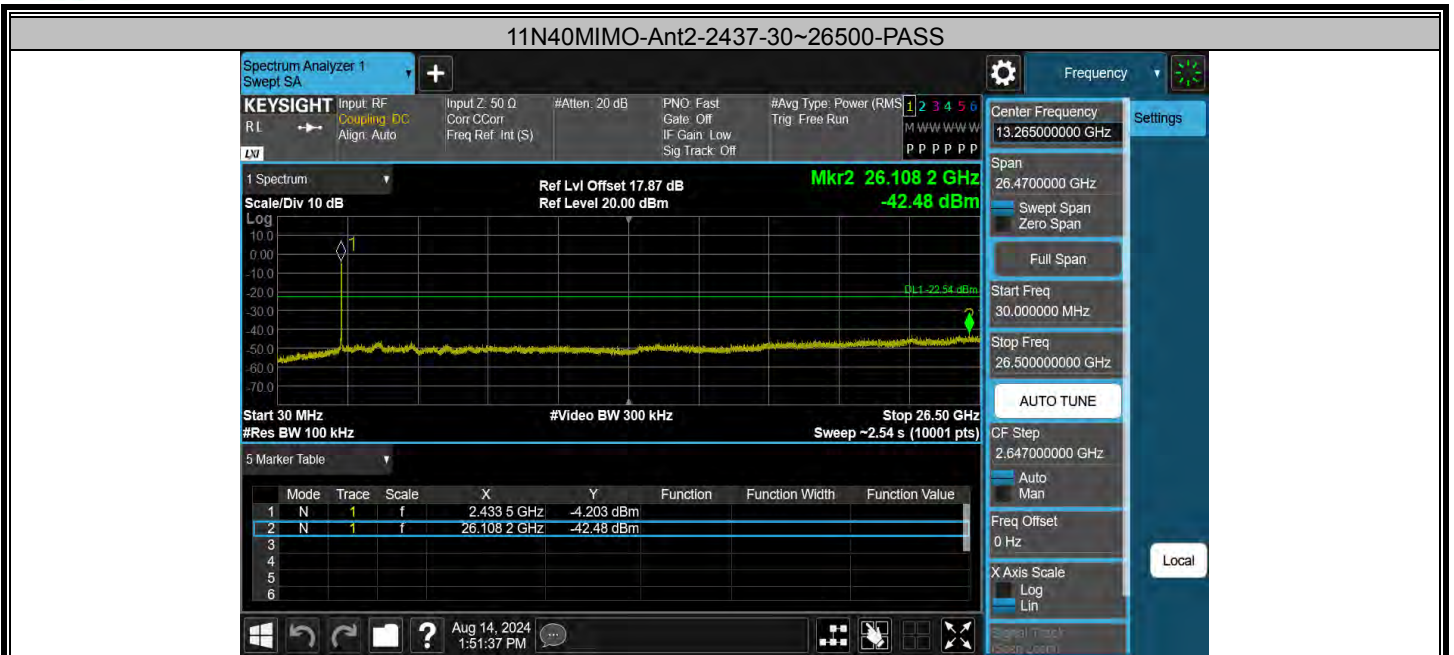 11N40MIMO-Ant2-2437-30~26500-PASS
Spectrum Analyzer 1
Swept SA
+
Frequency
KEYSIGHT
RL
LXI
Input: RF
Coupling: DC
Align: Auto
Input Z: 50 Ω
Corr CCorr
Freq Ref: Int (S)
#Atten: 20 dB
PNO: Fast
Gate: Off
IF Gain: Low
Sig Track: Off
#Avg Type: Power (RMS
Trig: Free Run
1 2 3 4 5 6
M W W W W W
P P P P P P
1 Spectrum
Scale/Div 10 dB
Ref Lvl Offset 17.87 dB
Ref Level 20.00 dBm
Mkr2 26.108 2 GHz
-42.48 dBm
Log
10.0
0.00
-10.0
-20.0
-30.0
-40.0
-50.0
-60.0
-70.0
1
DL1 -22.54 dBm
2
Start 30 MHz
#Res BW 100 kHz
#Video BW 300 kHz
Stop 26.50 GHz
Sweep ~2.54 s (10001 pts)
5 Marker Table
Mode Trace Scale X Y Function Function Width Function Value
1 N 1 f 2.433 5 GHz -4.203 dBm
2 N 1 f 26.108 2 GHz -42.48 dBm
3
4
5
6
?
Aug 14, 2024
1:51:37 PM
Center Frequency
13.265000000 GHz
Settings
Span
26.4700000 GHz
Swept Span
Zero Span
Full Span
Start Freq
30.000000 MHz
Stop Freq
26.500000000 GHz
AUTO TUNE
CF Step
2.647000000 GHz
Auto
Man
Freq Offset
0 Hz
X Axis Scale
Log
Lin
Signal Track
(Span Zoom)
Local